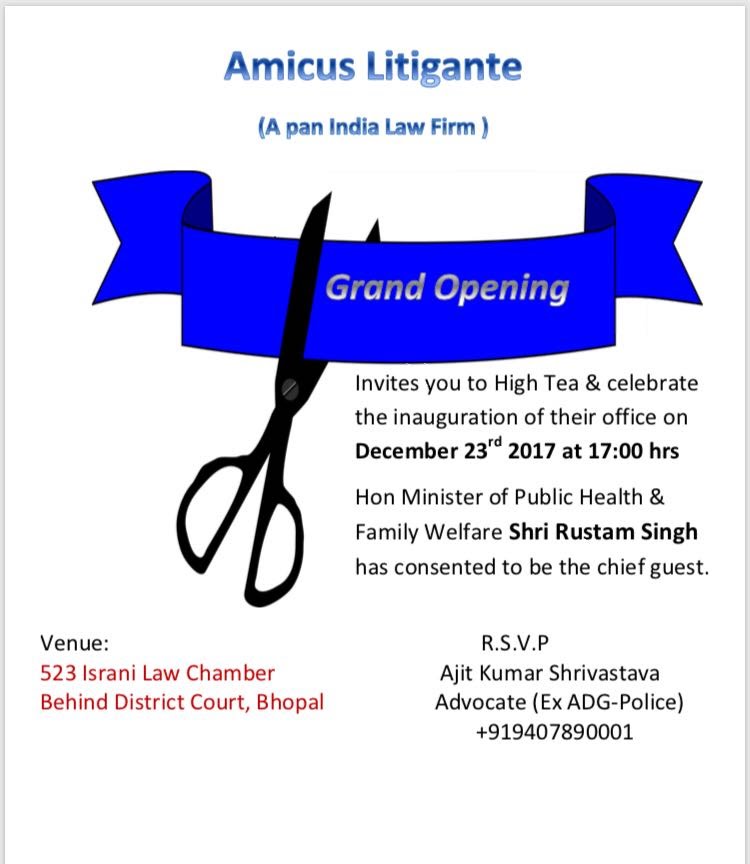 Amicus Litigante
(A pan India Law Firm )
Grand Opening
Invites you to High Tea & celebrate
the inauguration of their office on
December 23rd 2017 at 17:00 hrs
Hon Minister of Public Health &
Family Welfare Shri Rustam Singh
has consented to be the chief guest.
Venue:
523 Israni Law Chamber
Behind District Court, Bhopal
R.S.V.P
Ajit Kumar Shrivastava
Advocate (Ex ADG-Police)
+919407890001